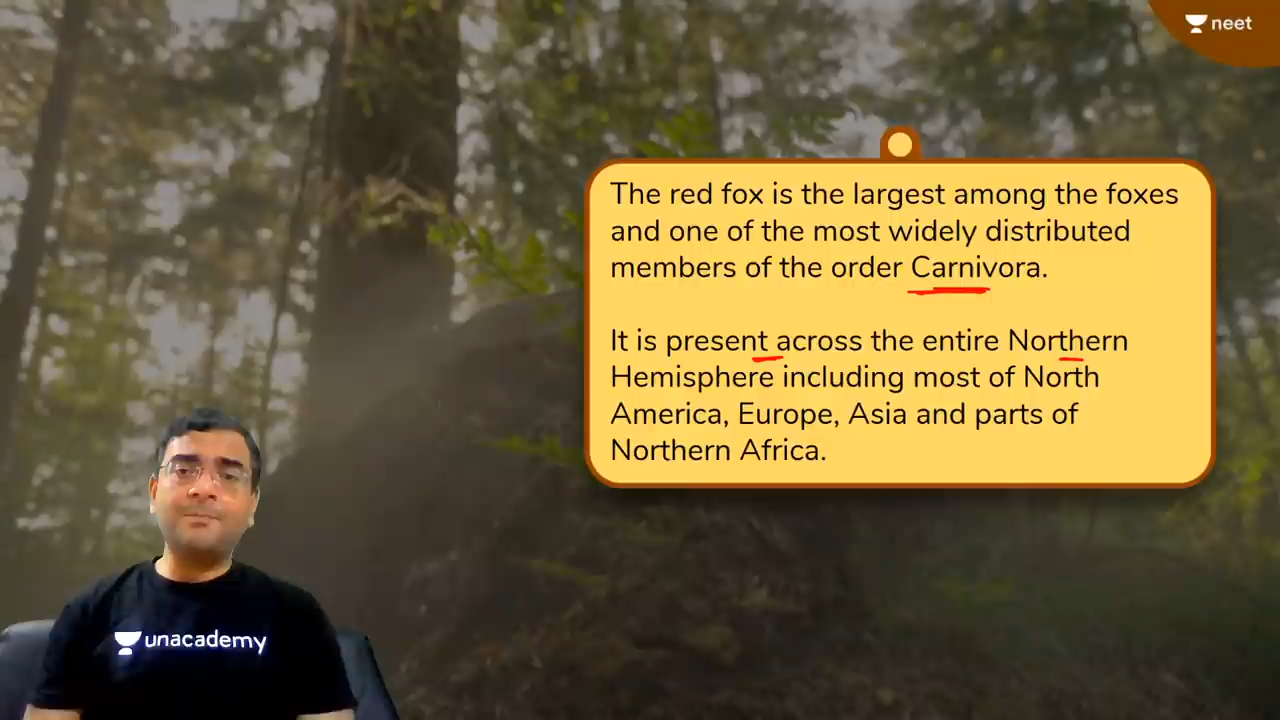 neet
The red fox is the largest among the foxes
and one of the most widely distributed
members of the order Carnivora.
It is present across the entire Northern
Hemisphere including most of North
America, Europe, Asia and parts of
Northern Africa.
unacademy